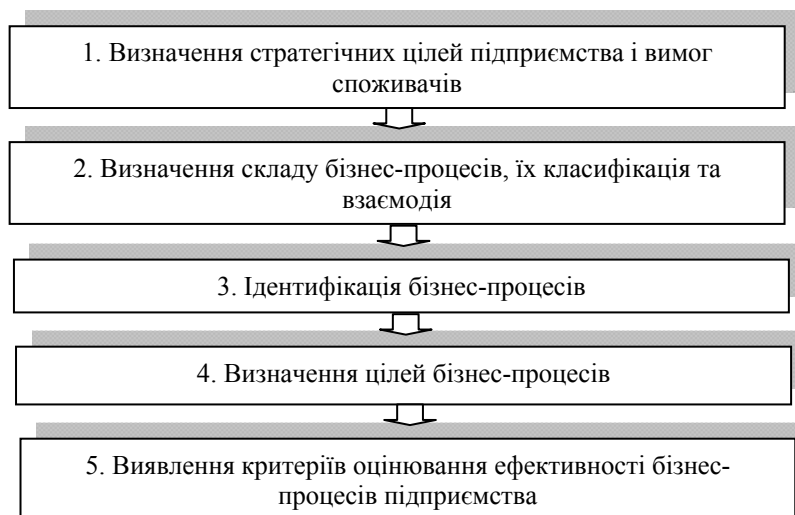 1. Визначення стратегічних цілей підприємства і вимог
споживачів
2. Визначення складу бізнес-процесів, їх класифікація та
взаємодія
3. Ідентифікація бізнес-процесів
4. Визначення цілей бізнес-процесів
5. Виявлення критеріїв оцінювання ефективності бізнес-
процесів підприємства